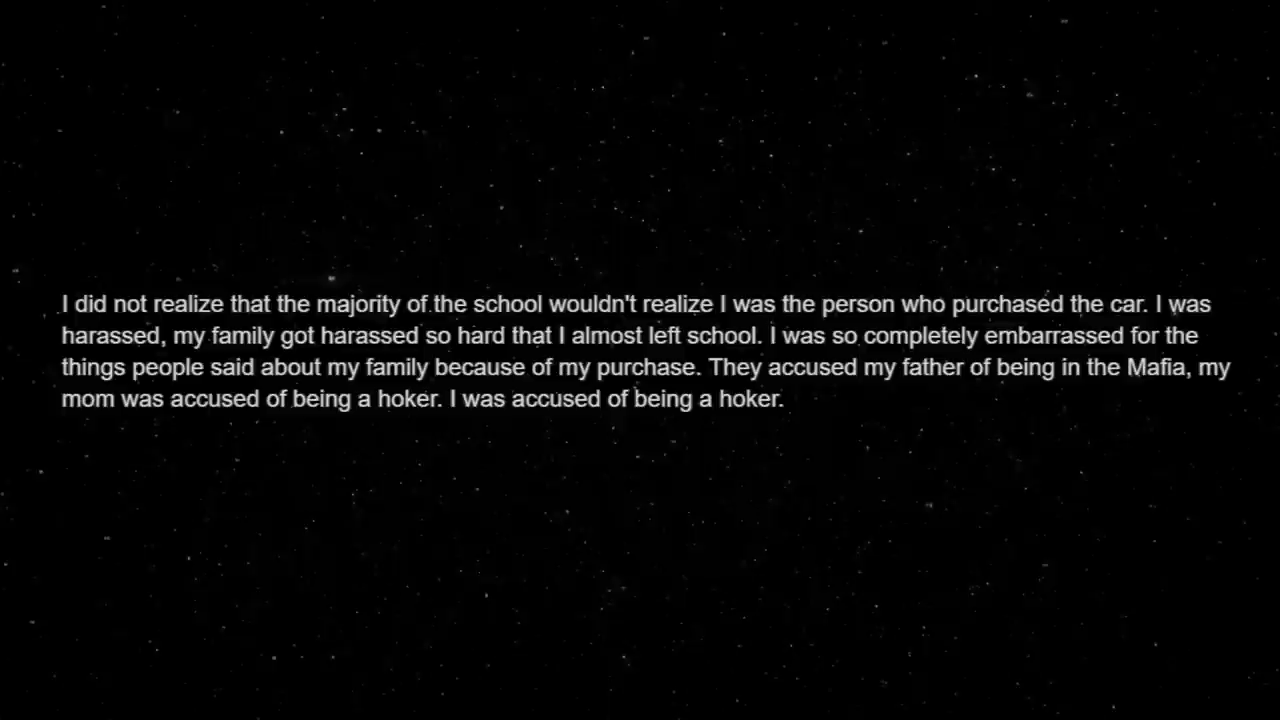 I did not realize that the majority of the school wouldn't realize I was the person who purchased the car. I was
harassed, my family got harassed so hard that I almost left school. I was so completely embarrassed for the
things people said about my family because of my purchase. They accused my father of being in the Mafia, my
mom was accused of being a hoker. I was accused of being a hoker.